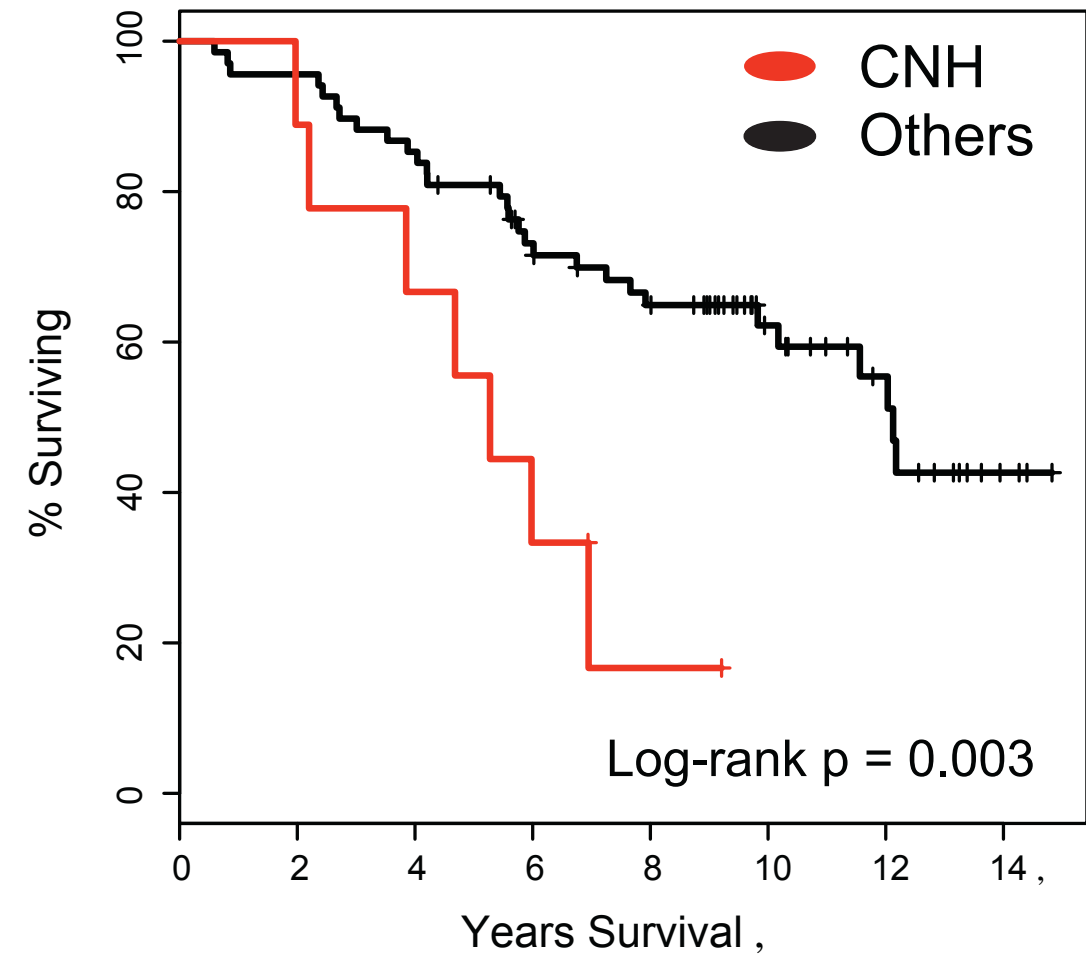 100
80
60
40
20
0
% Surviving
CNH
Others
Log-rank p = 0.003
0 2 4 6 8 10 12 14 ,
Years Survival ,